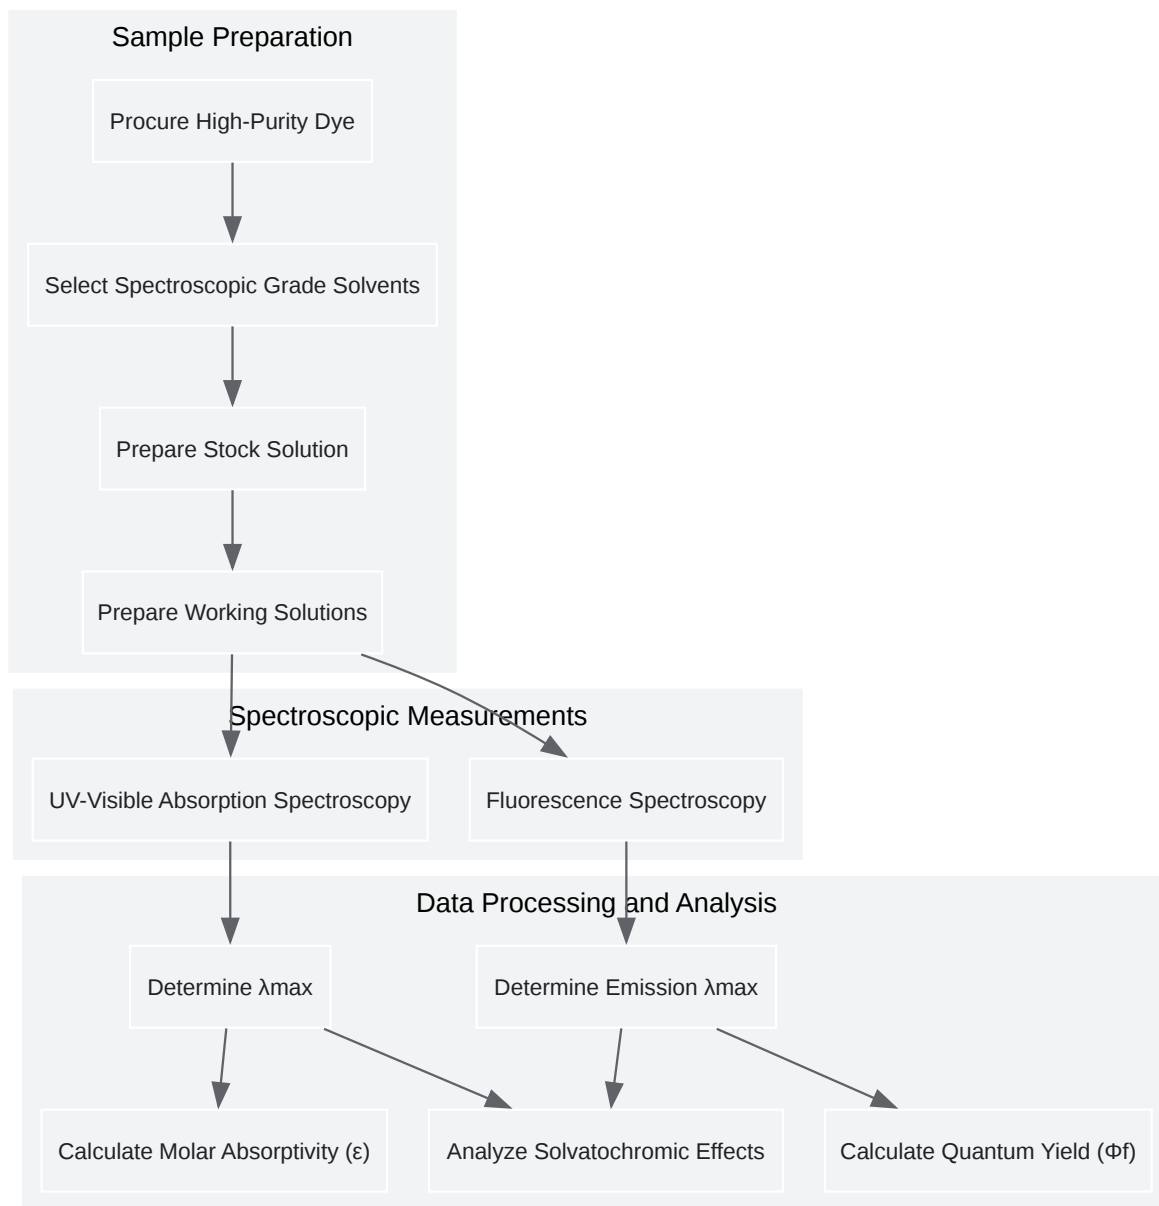 Sample Preparation
Procure High-Purity Dye
Select Spectroscopic Grade Solvents
Prepare Stock Solution
Prepare Working Solutions
Spectroscopic Measurements
UV-Visible Absorption Spectroscopy
Fluorescence Spectroscopy
Data Processing and Analysis
Determine λmax
Determine Emission λmax
Calculate Molar Absorptivity (ε)
Analyze Solvatochromic Effects
Calculate Quantum Yield (Φf)